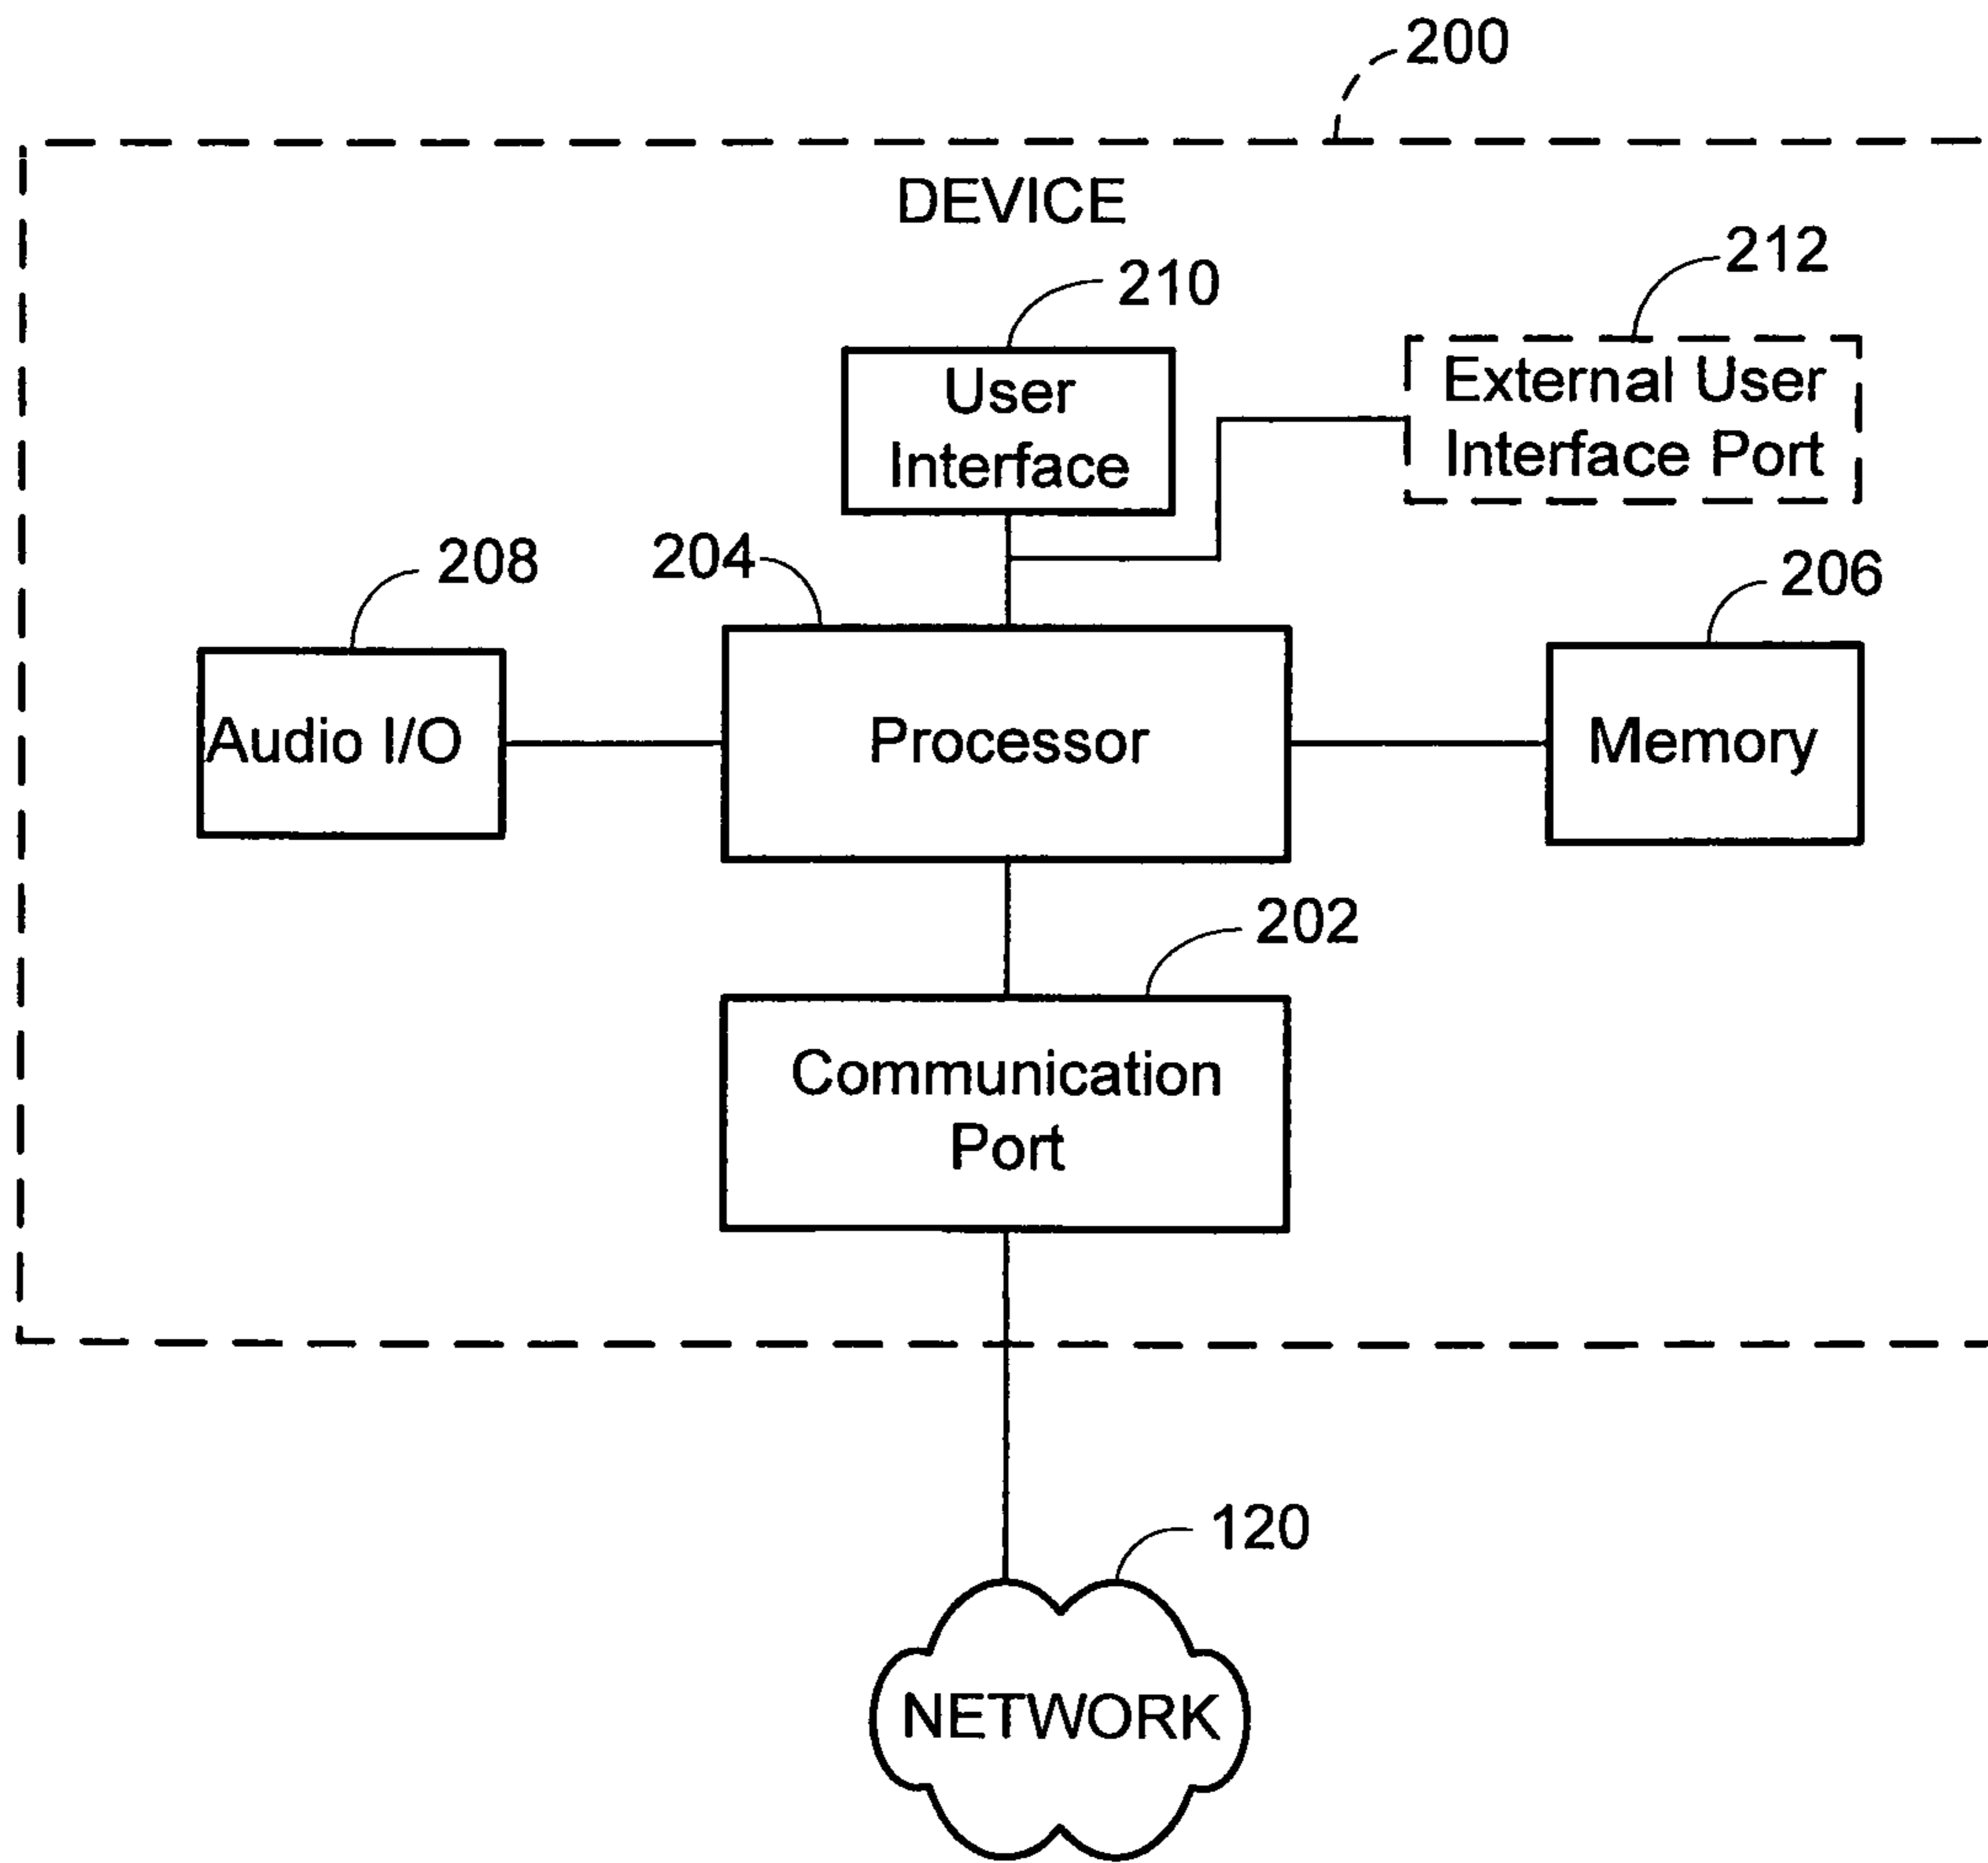 200
DEVICE
212
210
External User
Interface Port
User
Interface
208
204
206
Audio I/O
Processor
Memory
202
Communication
Port
120
NETWORK